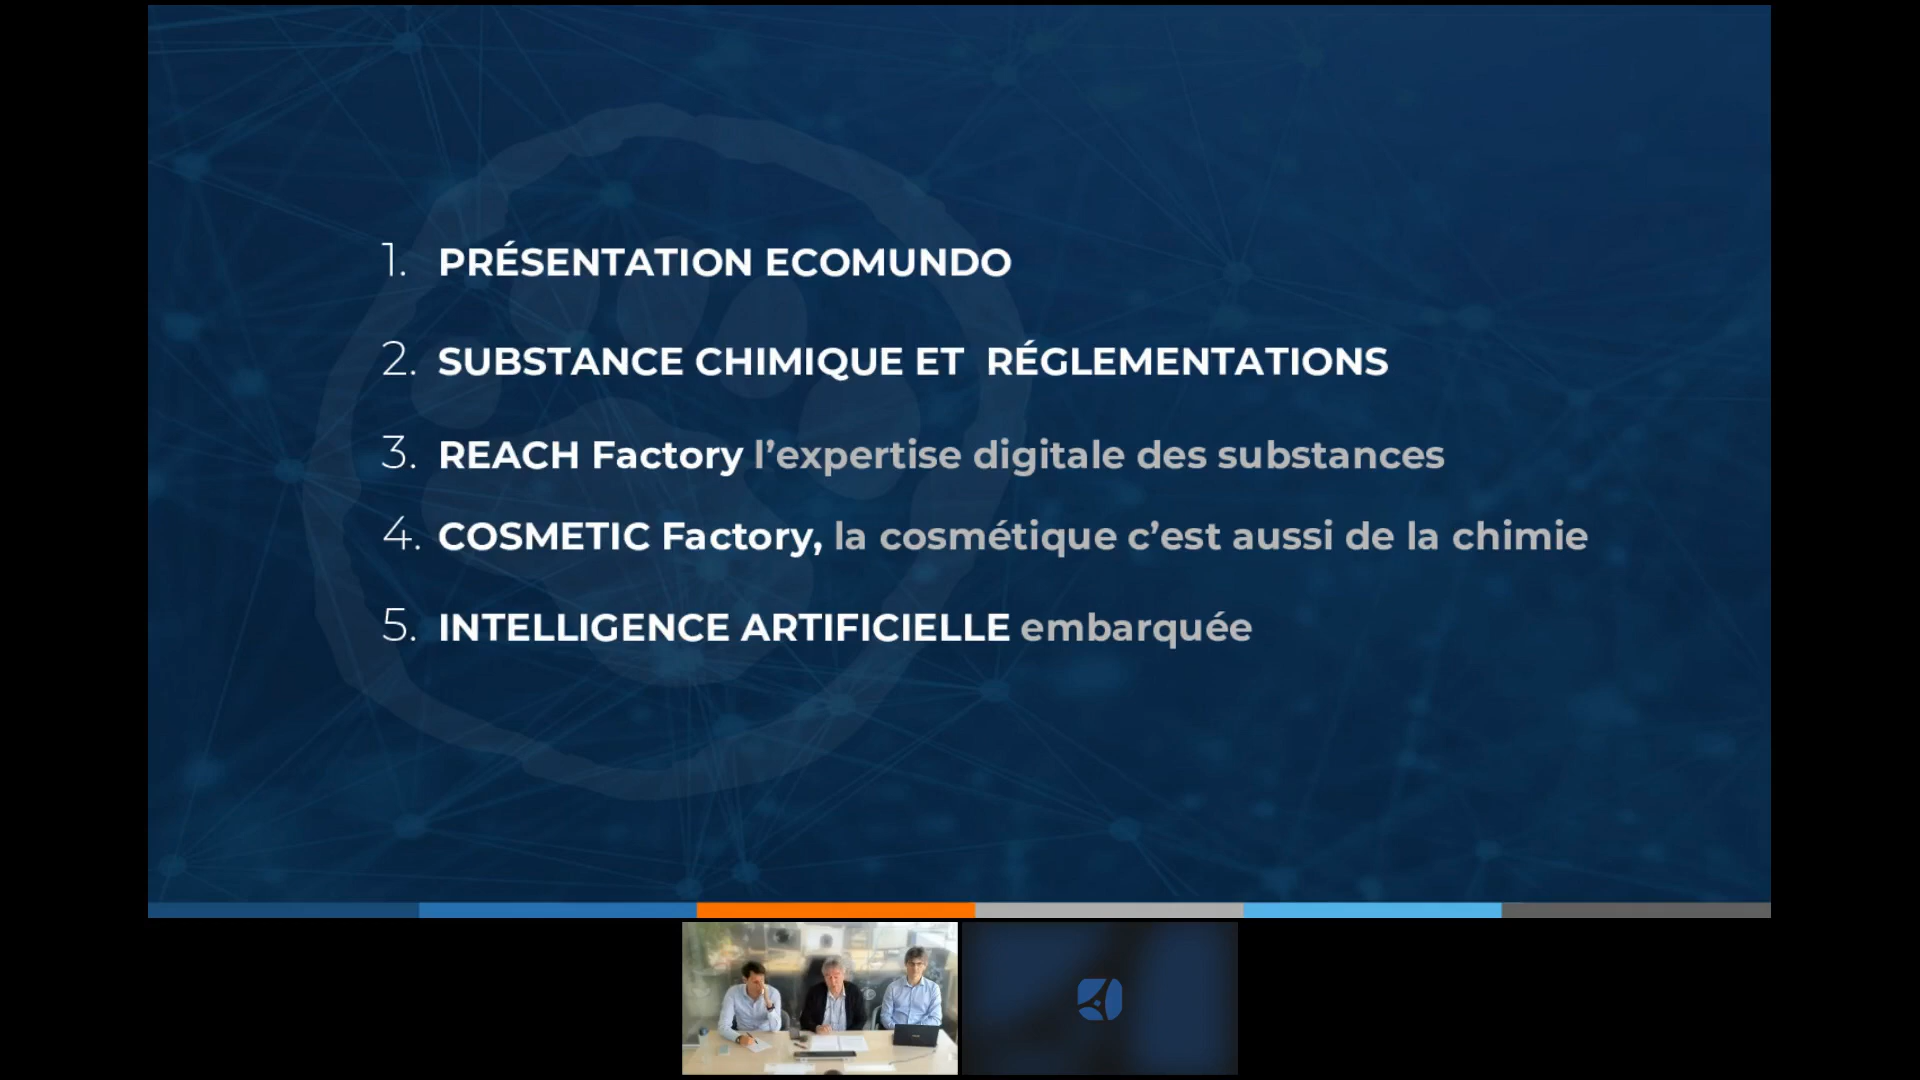 1. PRÉSENTATION ECOMUNDO
2. SUBSTANCE CHIMIQUE ET RÉGLEMENTATIONS
3. REACH Factory l’expertise digitale des substances
4. COSMETIC Factory, la cosmétique c’est aussi de la chimie
5. INTELLIGENCE ARTIFICIELLE embarquée